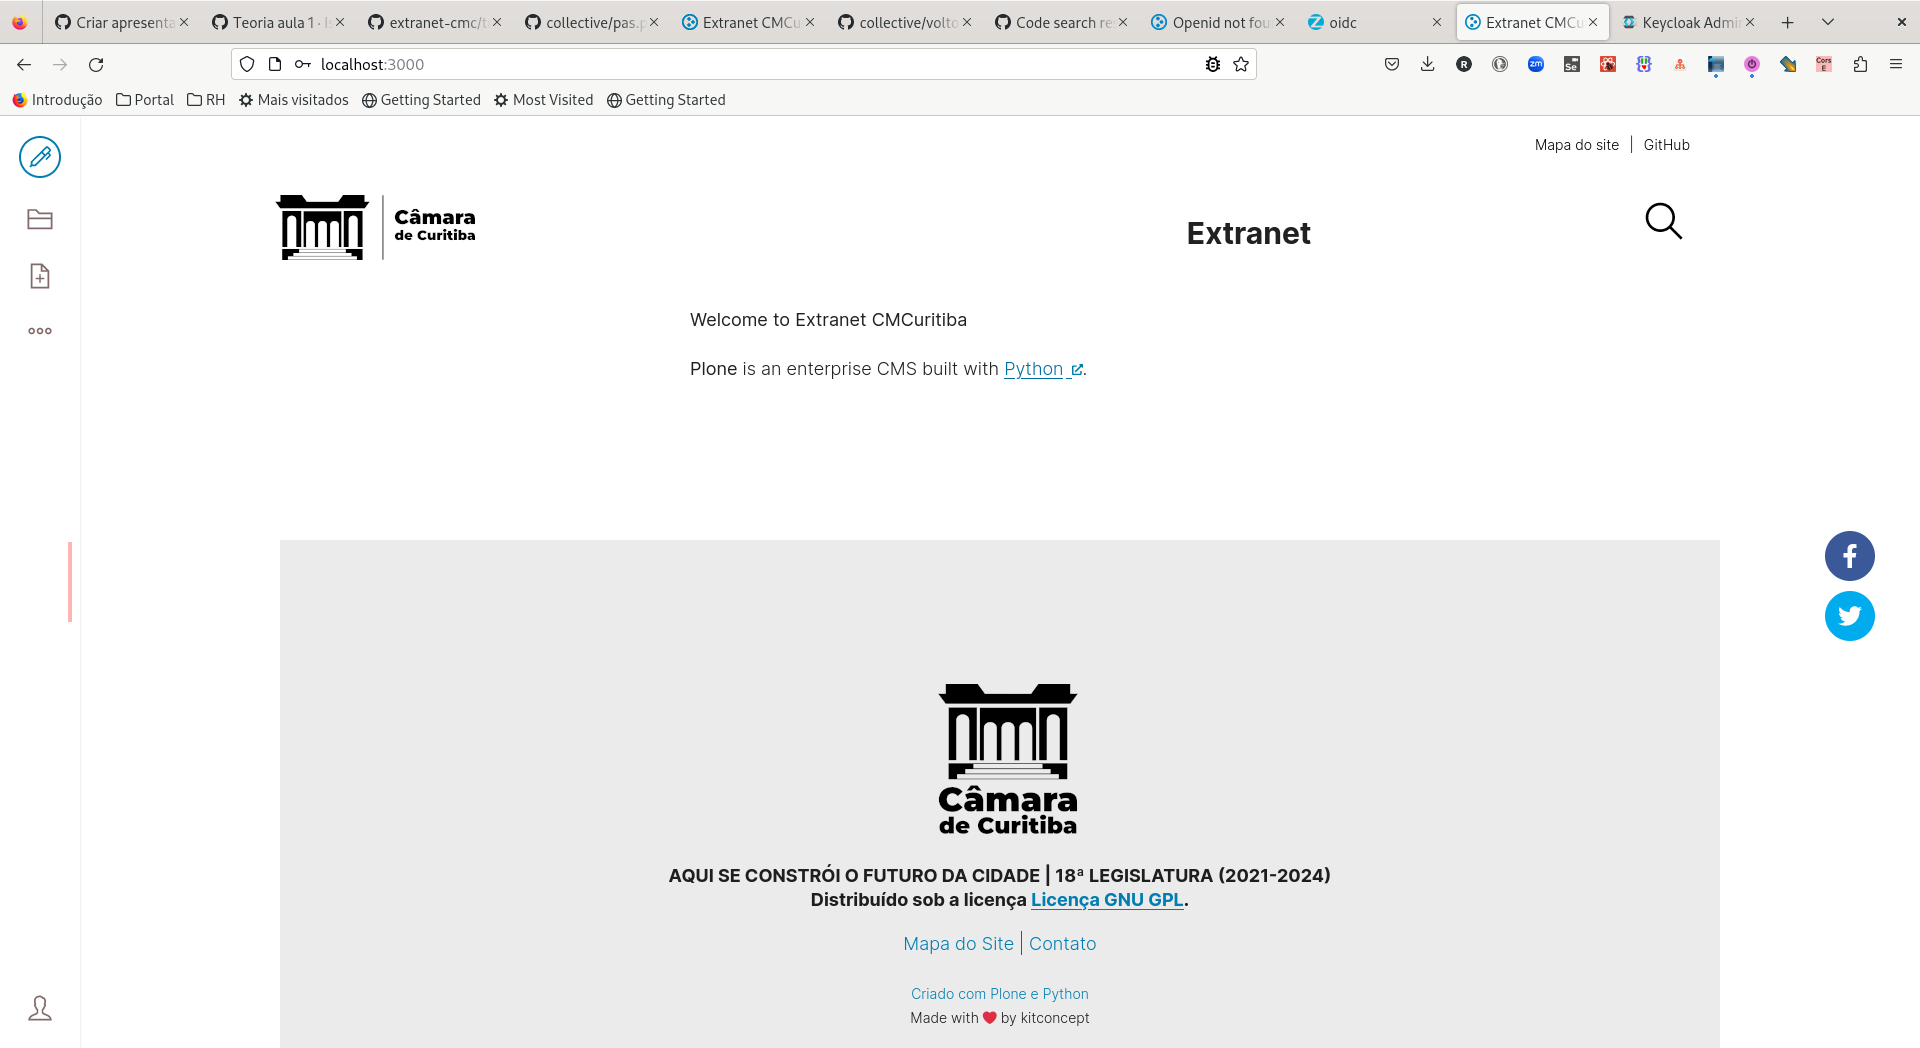 Criar apresenta
Teoria aula 1 · I
extranet-cmc/t
collective/pas.p
Extranet CMCu
collective/volto
Code search re
Openid not fou
oidc
Extranet CMCu
Keycloak Admi
localhost:3000
Introdução
Portal
RH
Mais visitados
Getting Started
Most Visited
Getting Started
Mapa do site | GitHub
Câmara
de Curitiba
Extranet
Welcome to Extranet CMCuritiba
Plone is an enterprise CMS built with Python.
Câmara
de Curitiba
AQUI SE CONSTRÓI O FUTURO DA CIDADE | 18ª LEGISLATURA (2021-2024)
Distribuído sob a licença Licença GNU GPL.
Mapa do Site | Contato
Criado com Plone e Python
Made with ❤ by kitconcept